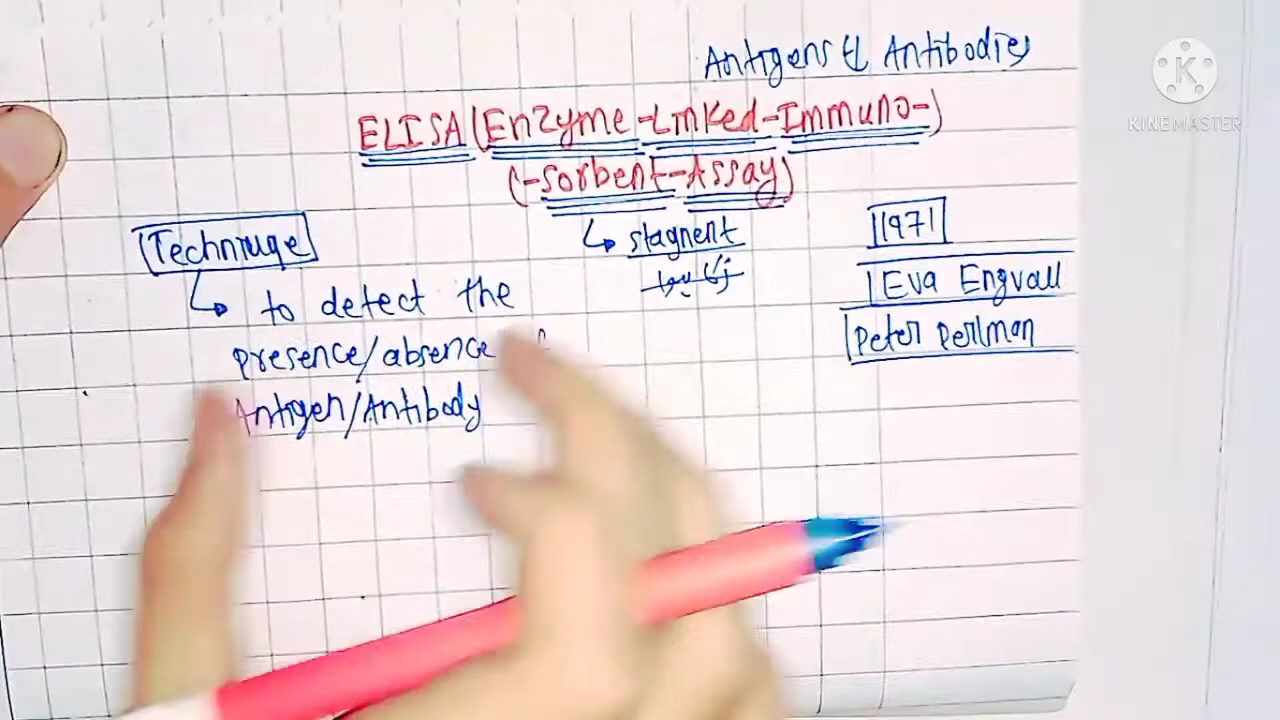 Antigens & Antibodies
ELISA (Enzyme-Linked-Immuno-)
(-Sorbent-Assay)
Technique
↳ to detect the
presence/absence
Antigen/Antibody
↳ stagnent
1971
Eva Engvall
Peter Perlman
KINEMASTER